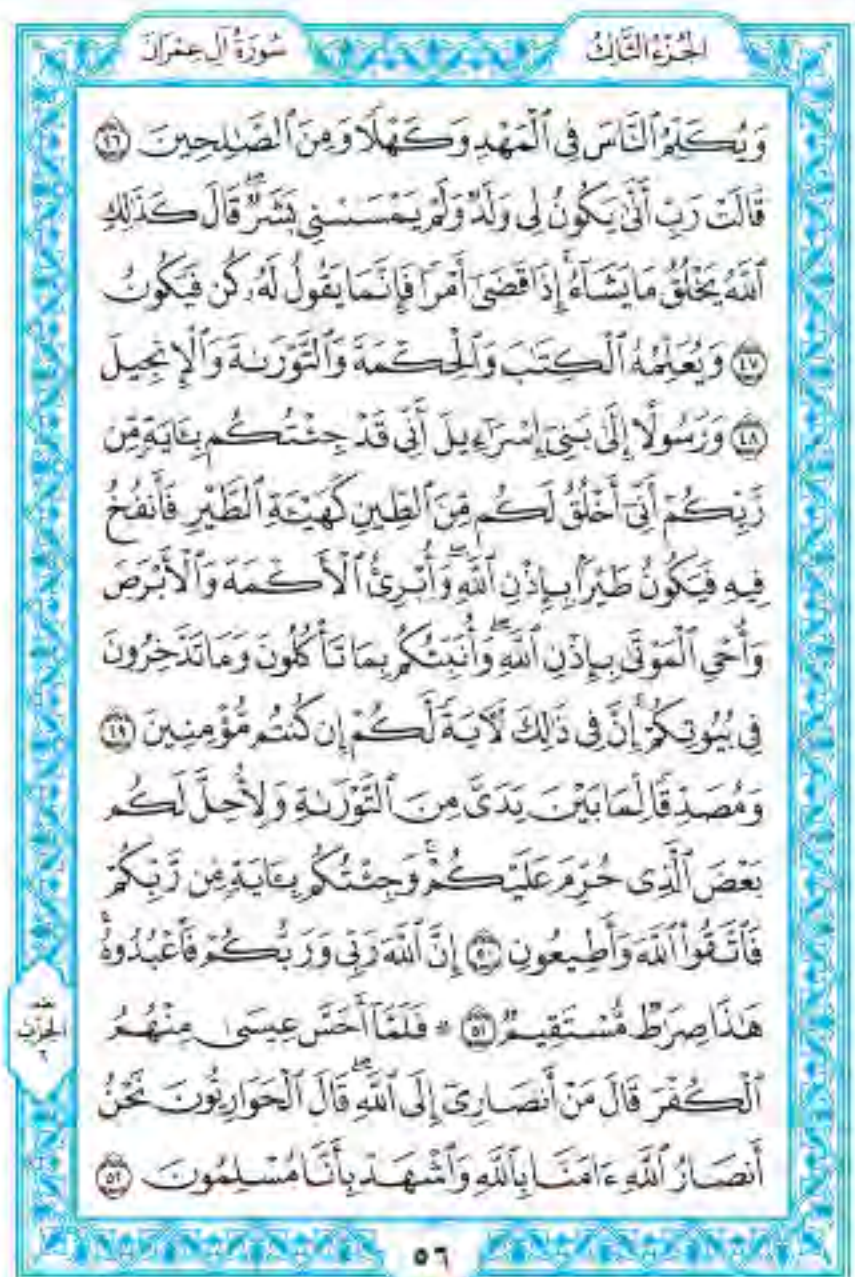 الجُزْءُ الثَّالِثُ
سُورَةُ آلِ عِمْرَانَ
وَيُكَلِّمُ ٱلنَّاسَ فِى ٱلْمَهْدِ وَكَهْلًا وَمِنَ ٱلصَّٰلِحِينَ ﴿٤٦﴾
قَالَتْ رَبِّ أَنَّىٰ يَكُونُ لِى وَلَدٌ وَلَمْ يَمْسَسْنِى بَشَرٌ ۖ قَالَ كَذَٰلِكِ
ٱللَّهُ يَخْلُقُ مَا يَشَآءُ ۚ إِذَا قَضَىٰٓ أَمْرًا فَإِنَّمَا يَقُولُ لَهُۥ كُن فَيَكُونُ
﴿٤٧﴾ وَيُعَلِّمُهُ ٱلْكِتَٰبَ وَٱلْحِكْمَةَ وَٱلتَّوْرَىٰةَ وَٱلْإِنجِيلَ
﴿٤٨﴾ وَرَسُولًا إِلَىٰ بَنِىٓ إِسْرَٰٓءِيلَ أَنِّى قَدْ جِئْتُكُم بِـَٔايَةٍ مِّن
رَّبِّكُمْ ۖ أَنِّىٓ أَخْلُقُ لَكُم مِّنَ ٱلطِّينِ كَهَيْـَٔةِ ٱلطَّيْرِ فَأَنفُخُ
فِيهِ فَيَكُونُ طَيْرًۢا بِإِذْنِ ٱللَّهِ ۖ وَأُبْرِئُ ٱلْأَكْمَهَ وَٱلْأَبْرَصَ
وَأُحْىِ ٱلْمَوْتَىٰ بِإِذْنِ ٱللَّهِ ۖ وَأُنَبِّئُكُم بِمَا تَأْكُلُونَ وَمَا تَدَّخِرُونَ
فِى بُيُوتِكُمْ ۚ إِنَّ فِى ذَٰلِكَ لَـَٔايَةً لَّكُمْ إِن كُنتُم مُّؤْمِنِينَ ﴿٤٩﴾
وَمُصَدِّقًا لِّمَا بَيْنَ يَدَىَّ مِنَ ٱلتَّوْرَىٰةِ وَلِأُحِلَّ لَكُم
بَعْضَ ٱلَّذِى حُرِّمَ عَلَيْكُمْ ۚ وَجِئْتُكُم بِـَٔايَةٍ مِّن رَّبِّكُمْ
فَٱتَّقُوا۟ ٱللَّهَ وَأَطِيعُونِ ﴿٥٠﴾ إِنَّ ٱللَّهَ رَبِّى وَرَبُّكُمْ فَٱعْبُدُوهُ ۗ
هَٰذَا صِرَٰطٌ مُّسْتَقِيمٌ ﴿٥١﴾ ۞ فَلَمَّآ أَحَسَّ عِيسَىٰ مِنْهُمُ
ٱلْكُفْرَ قَالَ مَنْ أَنصَارِىٓ إِلَى ٱللَّهِ ۖ قَالَ ٱلْحَوَارِيُّونَ نَحْنُ
أَنصَارُ ٱللَّهِ ءَامَنَّا بِٱللَّهِ وَٱشْهَدْ بِأَنَّا مُسْلِمُونَ ﴿٥٢﴾
الحِزْبُ
٦
٥٦